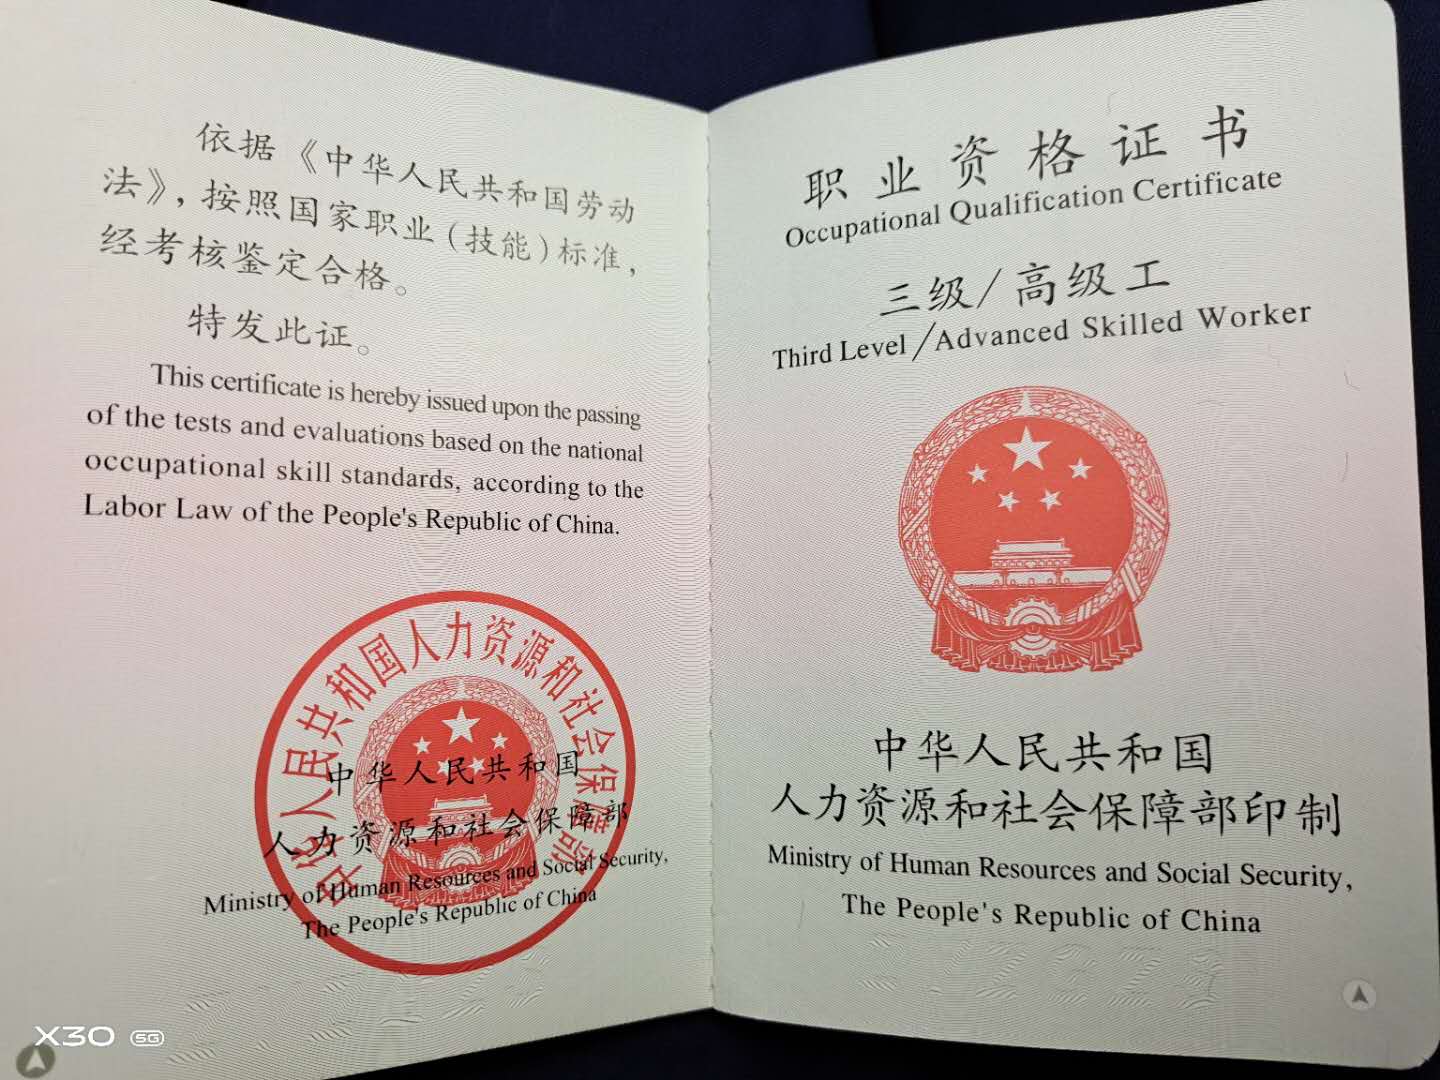 依据《中华人民共和国劳动
法》，按照国家职业（技能）标准，
经考核鉴定合格。
特发此证。
This certificate is hereby issued upon the passing
of the tests and evaluations based on the national
occupational skill standards, according to the
Labor Law of the People's Republic of China.
中华人民共和国人力资源和社会保障部
中华人民共和国
人力资源和社会保障部
Ministry of Human Resources and Social Security,
The People's Republic of China
X30 5G
职业资格证书
Occupational Qualification Certificate
三级/高级工
Third Level/Advanced Skilled Worker
中华人民共和国
人力资源和社会保障部印制
Ministry of Human Resources and Social Security,
The People's Republic of China